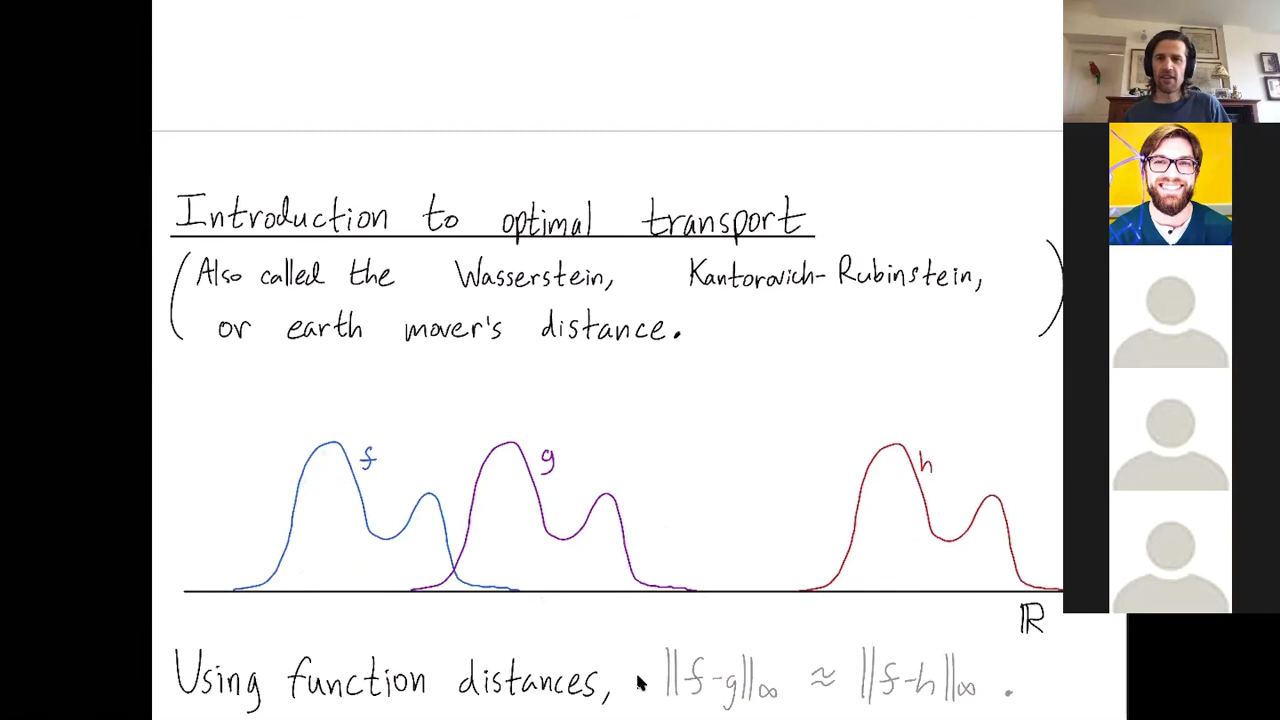 Introduction to optimal transport
(Also called the Wasserstein, Kantorovich-Rubinstein,
or earth mover's distance.)
f
g
h
ℝ
Using function distances, ||f-g||∞ ≈ ||f-h||∞ .